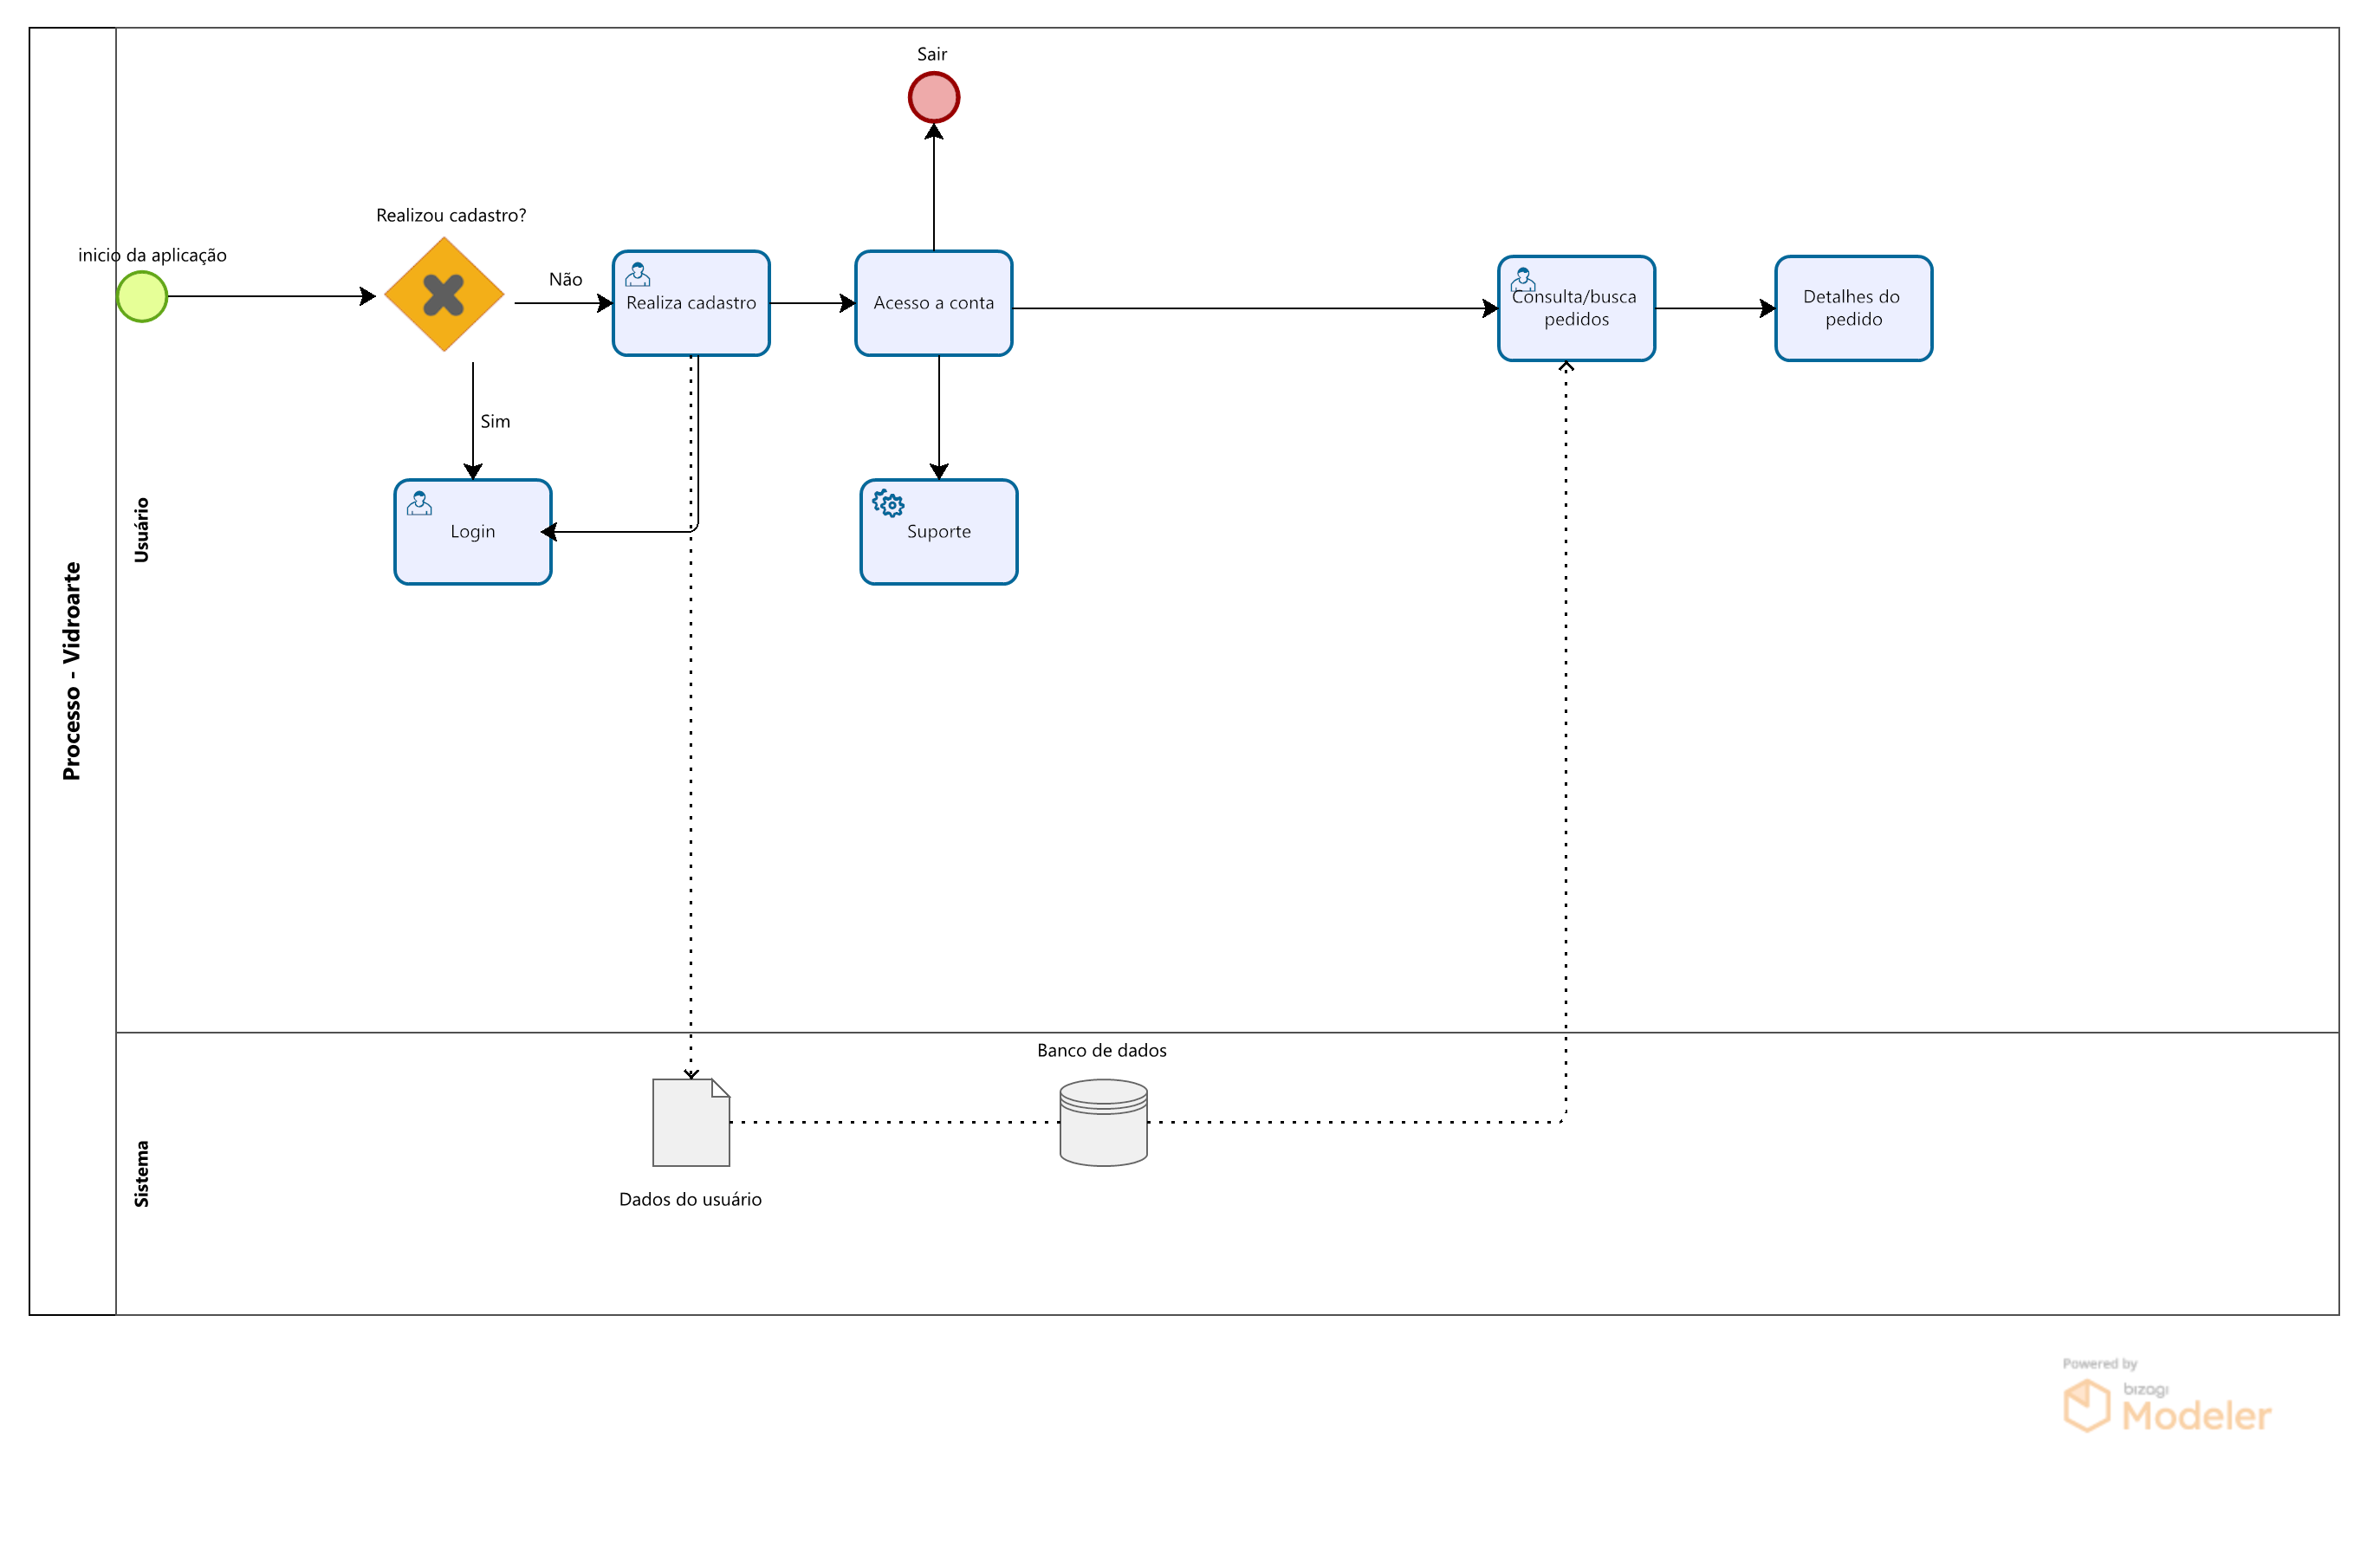 Processo - Vidroarte
Usuário
Sistema
Sair
Realizou cadastro?
inicio da aplicação
Não
Realiza cadastro
Acesso a conta
Consulta/busca
pedidos
Detalhes do
pedido
Sim
Login
Suporte
Banco de dados
Dados do usuário
Powered by
bizagi
Modeler